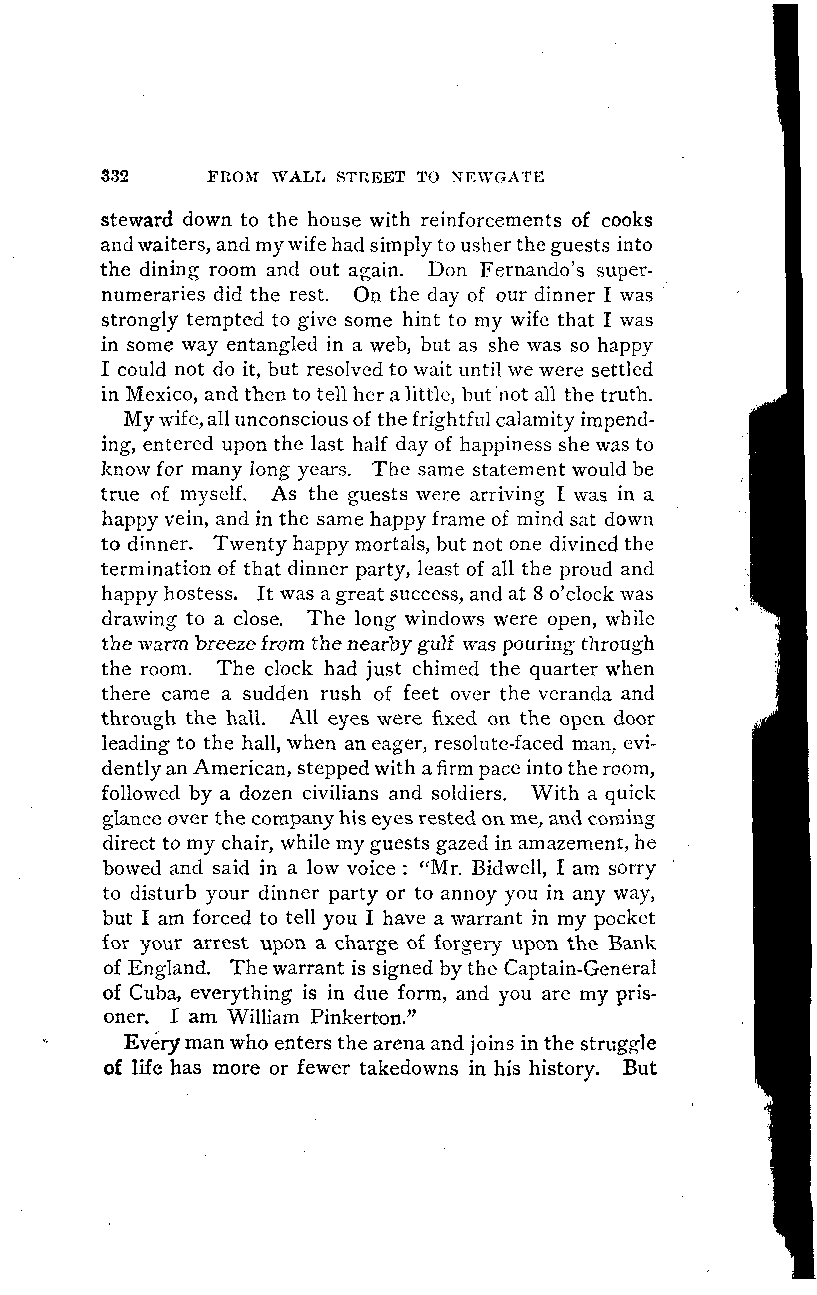 332 FROM WALL STREET TO NEWGATE
steward down to the house with reinforcements of cooks
and waiters, and my wife had simply to usher the guests into
the dining room and out again. Don Fernando's super-
numeraries did the rest. On the day of our dinner I was
strongly tempted to give some hint to my wife that I was
in some way entangled in a web, but as she was so happy
I could not do it, but resolved to wait until we were settled
in Mexico, and then to tell her a little, but not all the truth.
My wife, all unconscious of the frightful calamity impend-
ing, entered upon the last half day of happiness she was to
know for many long years. The same statement would be
true of myself. As the guests were arriving I was in a
happy vein, and in the same happy frame of mind sat down
to dinner. Twenty happy mortals, but not one divined the
termination of that dinner party, least of all the proud and
happy hostess. It was a great success, and at 8 o'clock was
drawing to a close. The long windows were open, while
the warm breeze from the nearby gulf was pouring through
the room. The clock had just chimed the quarter when
there came a sudden rush of feet over the veranda and
through the hall. All eyes were fixed on the open door
leading to the hall, when an eager, resolute-faced man, evi-
dently an American, stepped with a firm pace into the room,
followed by a dozen civilians and soldiers. With a quick
glance over the company his eyes rested on me, and coming
direct to my chair, while my guests gazed in amazement, he
bowed and said in a low voice : "Mr. Bidwell, I am sorry
to disturb your dinner party or to annoy you in any way,
but I am forced to tell you I have a warrant in my pocket
for your arrest upon a charge of forgery upon the Bank
of England. The warrant is signed by the Captain-General
of Cuba, everything is in due form, and you are my pris-
oner. I am William Pinkerton."
Every man who enters the arena and joins in the struggle
of life has more or fewer takedowns in his history. But